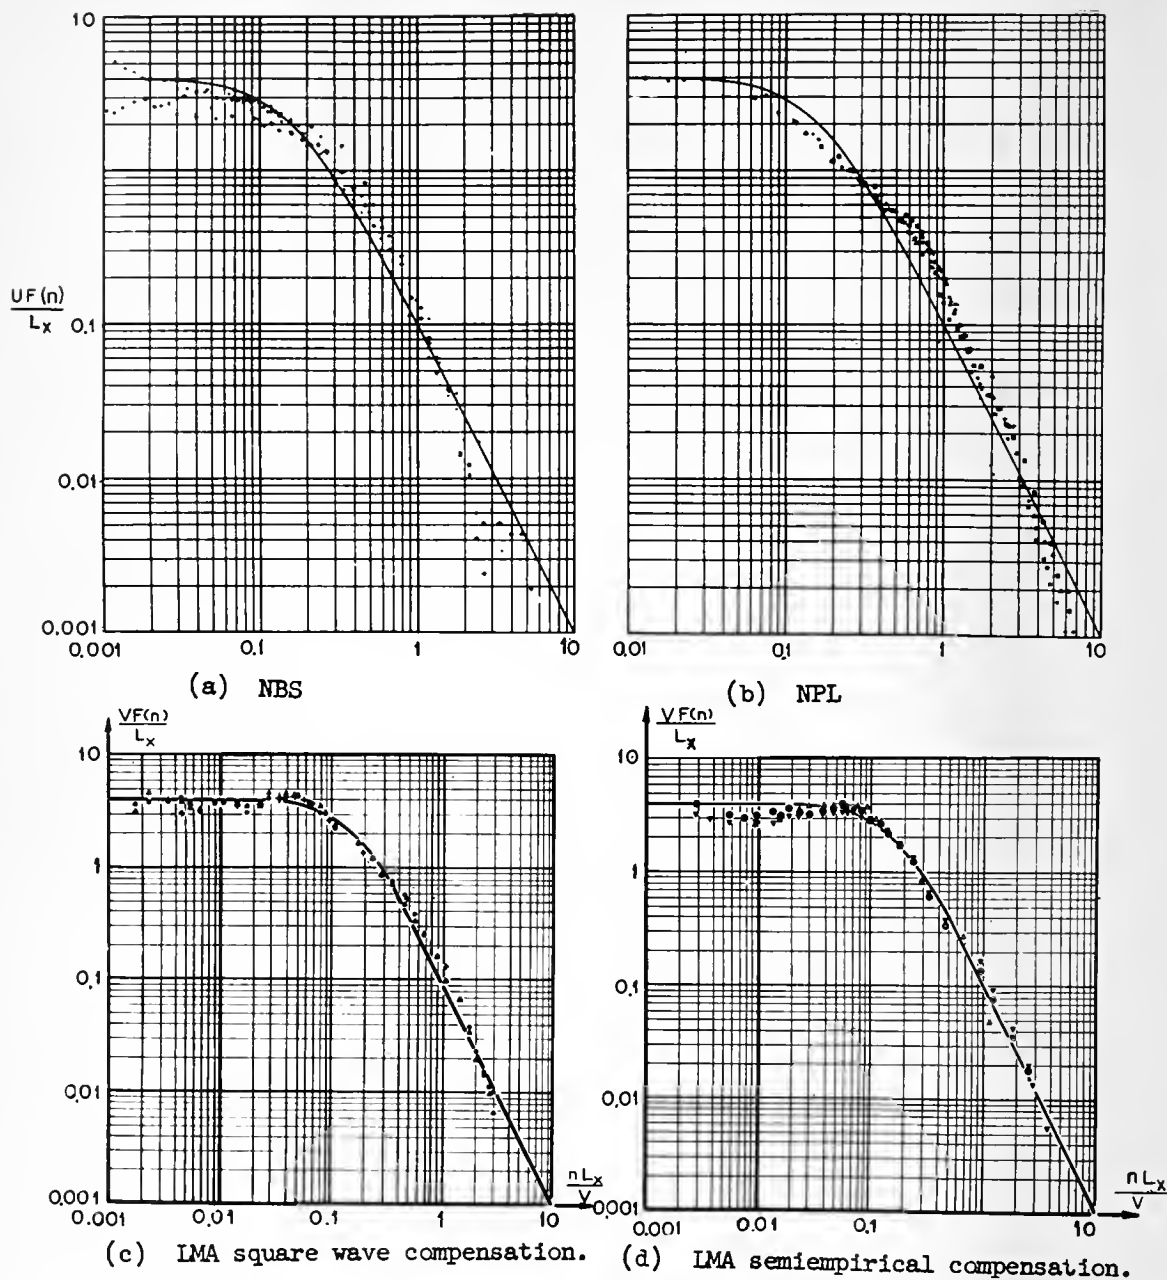 10
UF(n)
Lx
0.1
0.01
0.001
0.001 0.1 1 10
0.01 0.1 1 10
(a) NBS
(b) NPL
VF(n)
Lx
10
1
0.1
0.01
0.001
0.001 0.01 0.1 1 10
nLx
V
(c) LMA square wave compensation.
VF(n)
Lx
10
1
0.1
0.01
0.001
0.001 0.01 0.1 1 10
nLx
V
(d) LMA semiempirical compensation.